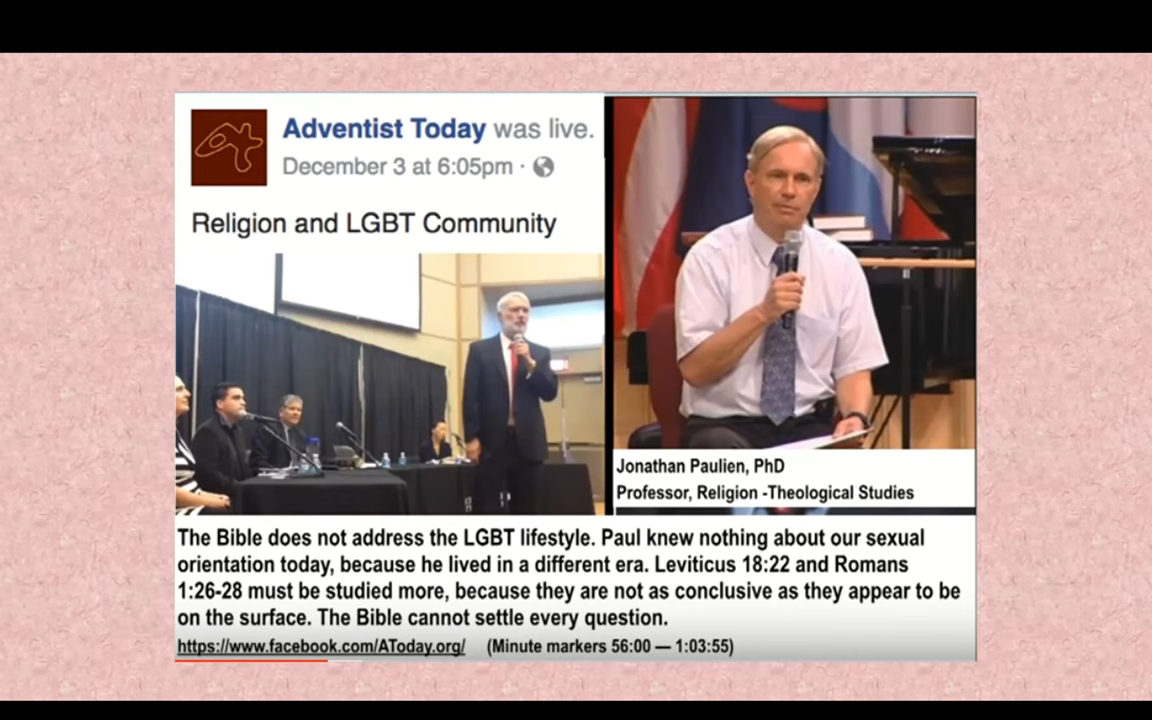 Adventist Today was live.
December 3 at 6:05pm ·
Religion and LGBT Community
Jonathan Paulien, PhD
Professor, Religion -Theological Studies
The Bible does not address the LGBT lifestyle. Paul knew nothing about our sexual
orientation today, because he lived in a different era. Leviticus 18:22 and Romans
1:26-28 must be studied more, because they are not as conclusive as they appear to be
on the surface. The Bible cannot settle every question.
https://www.facebook.com/AToday.org/ (Minute markers 56:00 — 1:03:55)